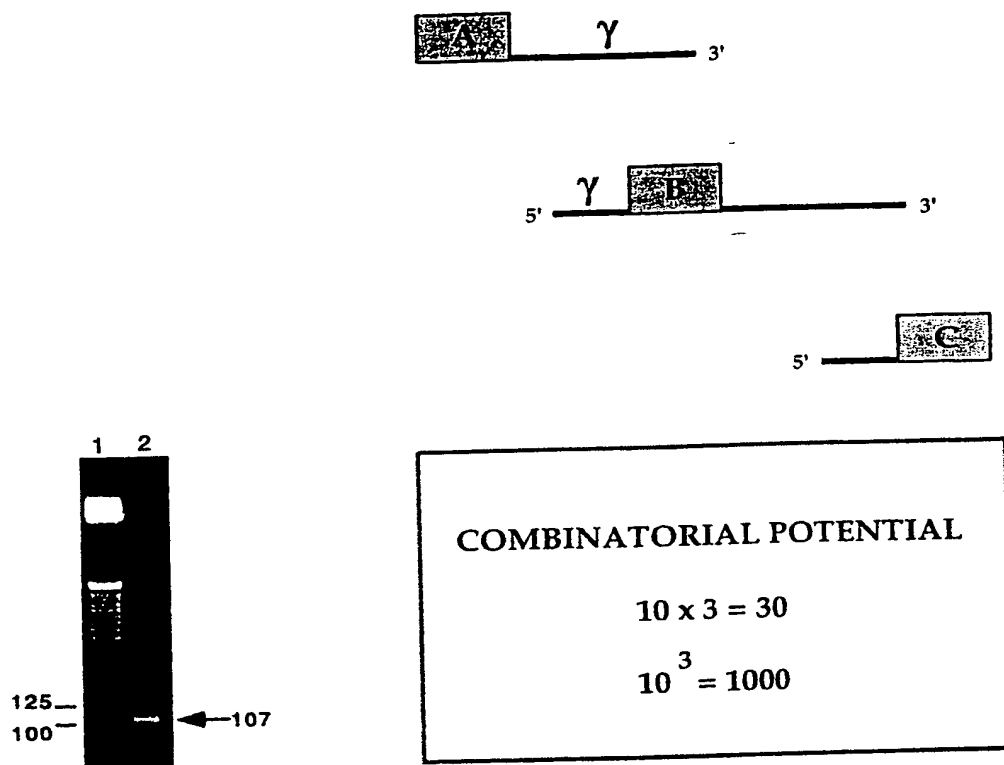 A γ 3'
γ B
5' 3'
C
5'
1 2
COMBINATORIAL POTENTIAL
10 x 3 = 30
10³ = 1000
125
107
100